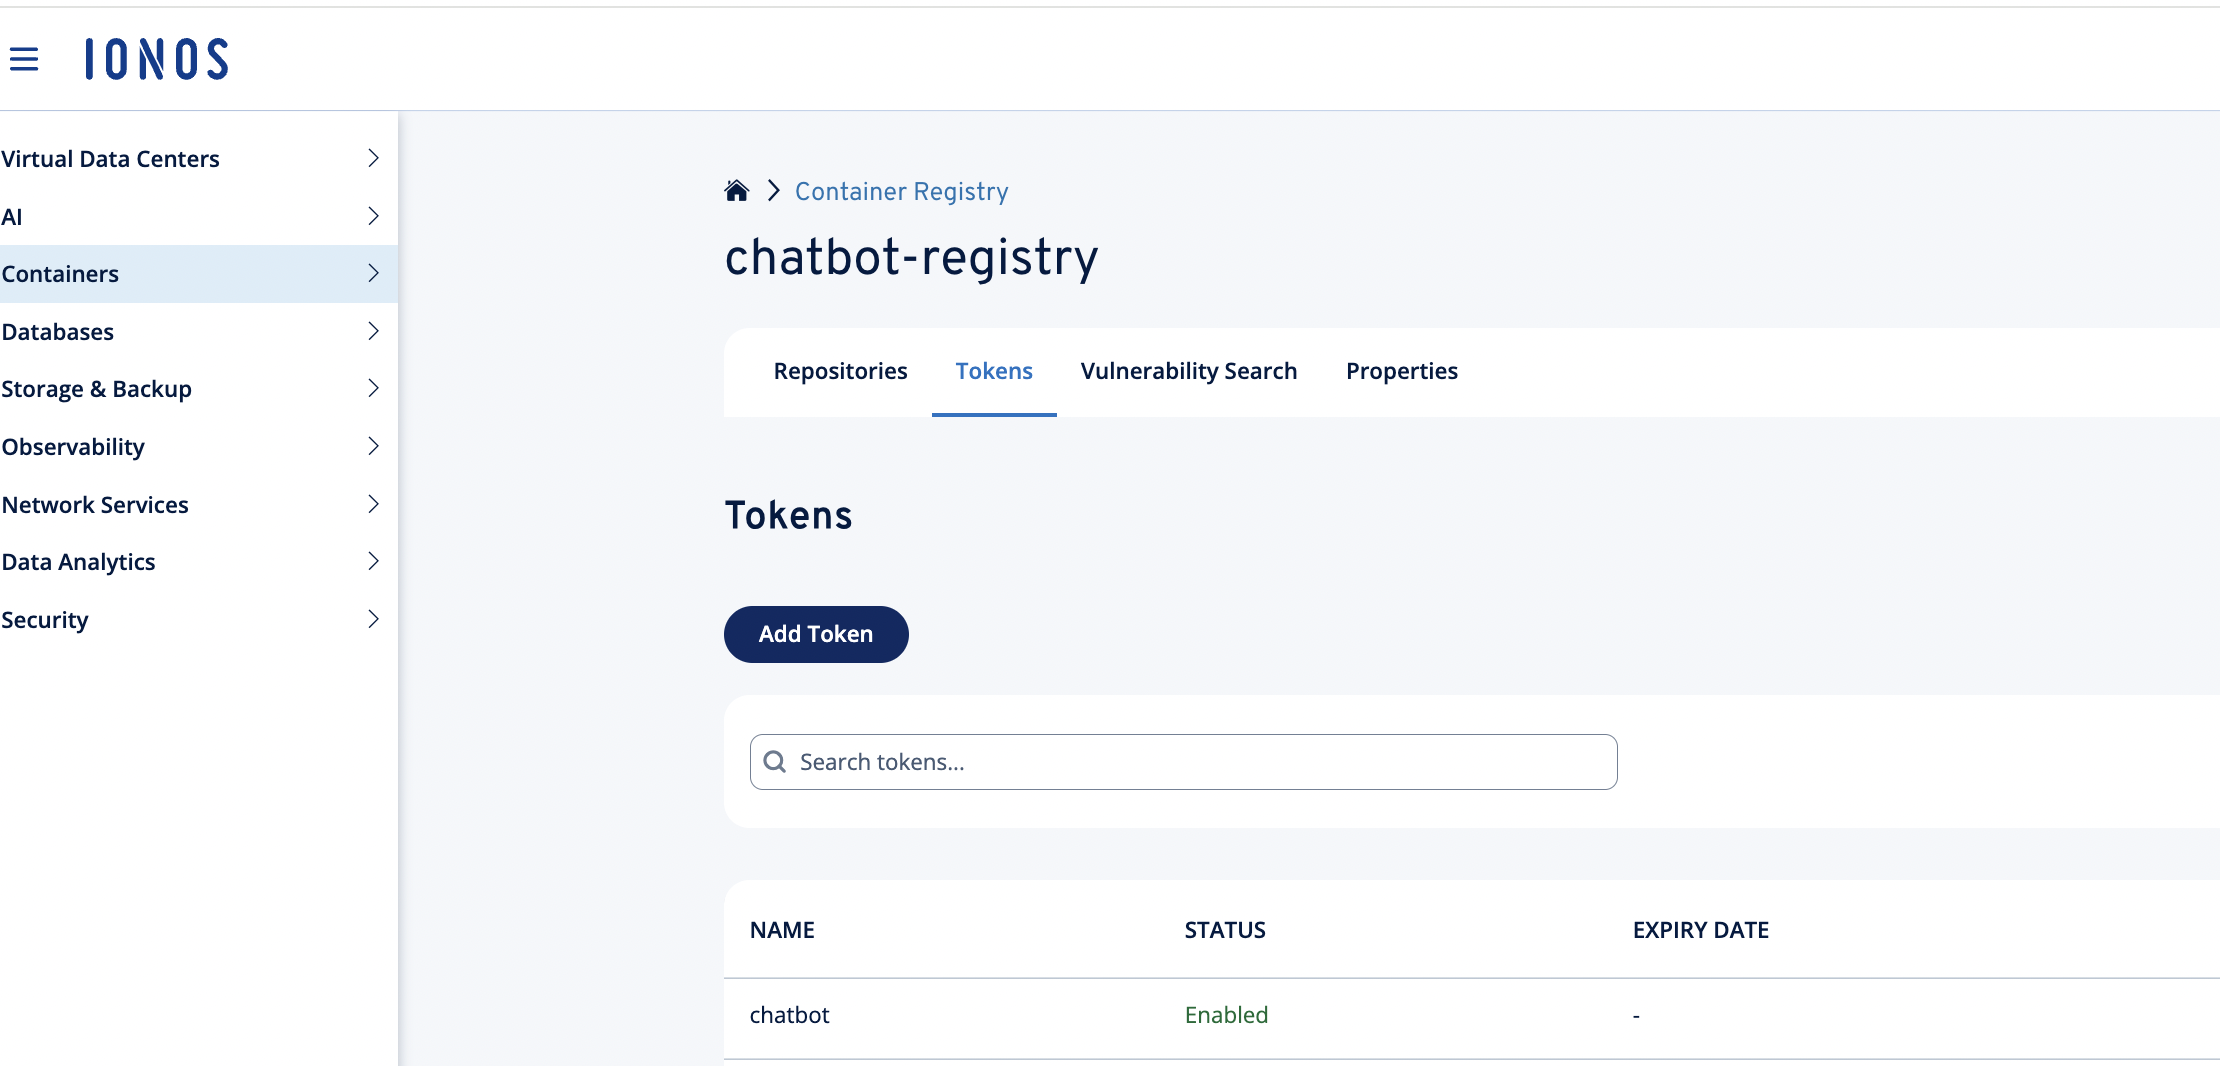 IONOS
Virtual Data Centers
AI
Containers
Databases
Storage & Backup
Observability
Network Services
Data Analytics
Security
Container Registry
chatbot-registry
Repositories Tokens Vulnerability Search Properties
Tokens
Add Token
Search tokens...
NAME STATUS EXPIRY DATE
chatbot Enabled -